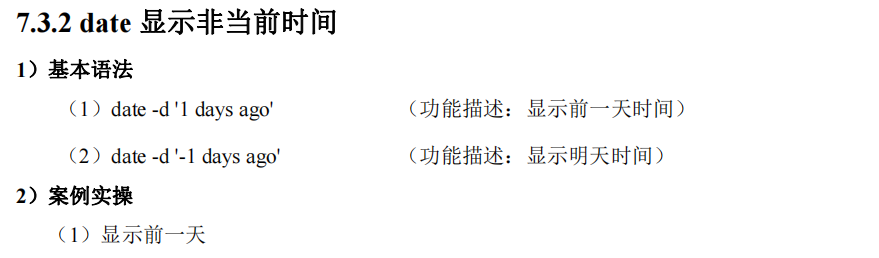 7.3.2 date 显示非当前时间
1）基本语法
（1）date -d '1 days ago' （功能描述：显示前一天时间）
（2）date -d '-1 days ago' （功能描述：显示明天时间）
2）案例实操
（1）显示前一天